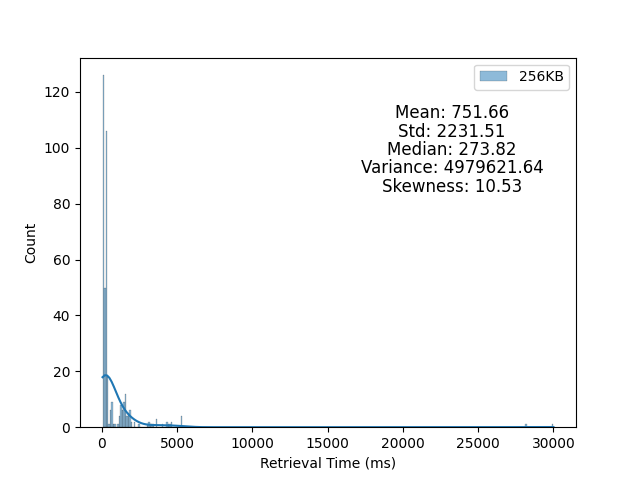 256KB
Mean: 751.66
Std: 2231.51
Median: 273.82
Variance: 4979621.64
Skewness: 10.53
120
100
80
60
40
20
0
Count
0 5000 10000 15000 20000 25000 30000
Retrieval Time (ms)